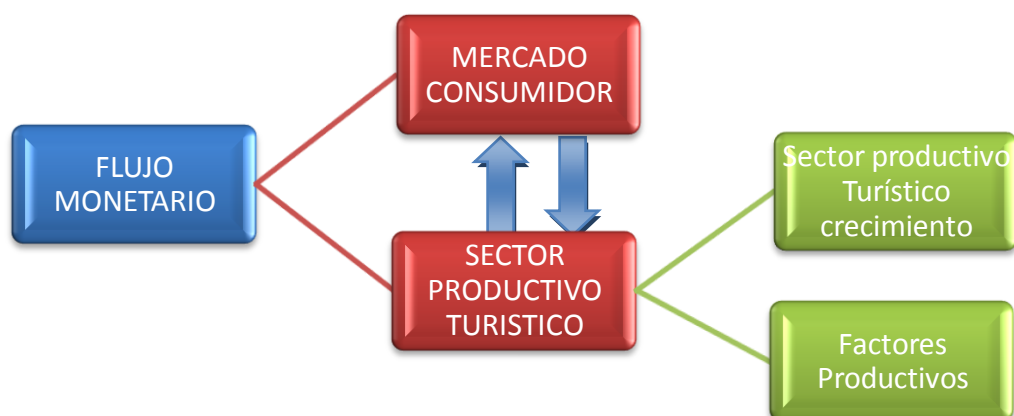 MERCADO
CONSUMIDOR
FLUJO
MONETARIO
SECTOR
PRODUCTIVO
TURISTICO
Sector productivo
Turístico
crecimiento
Factores
Productivos